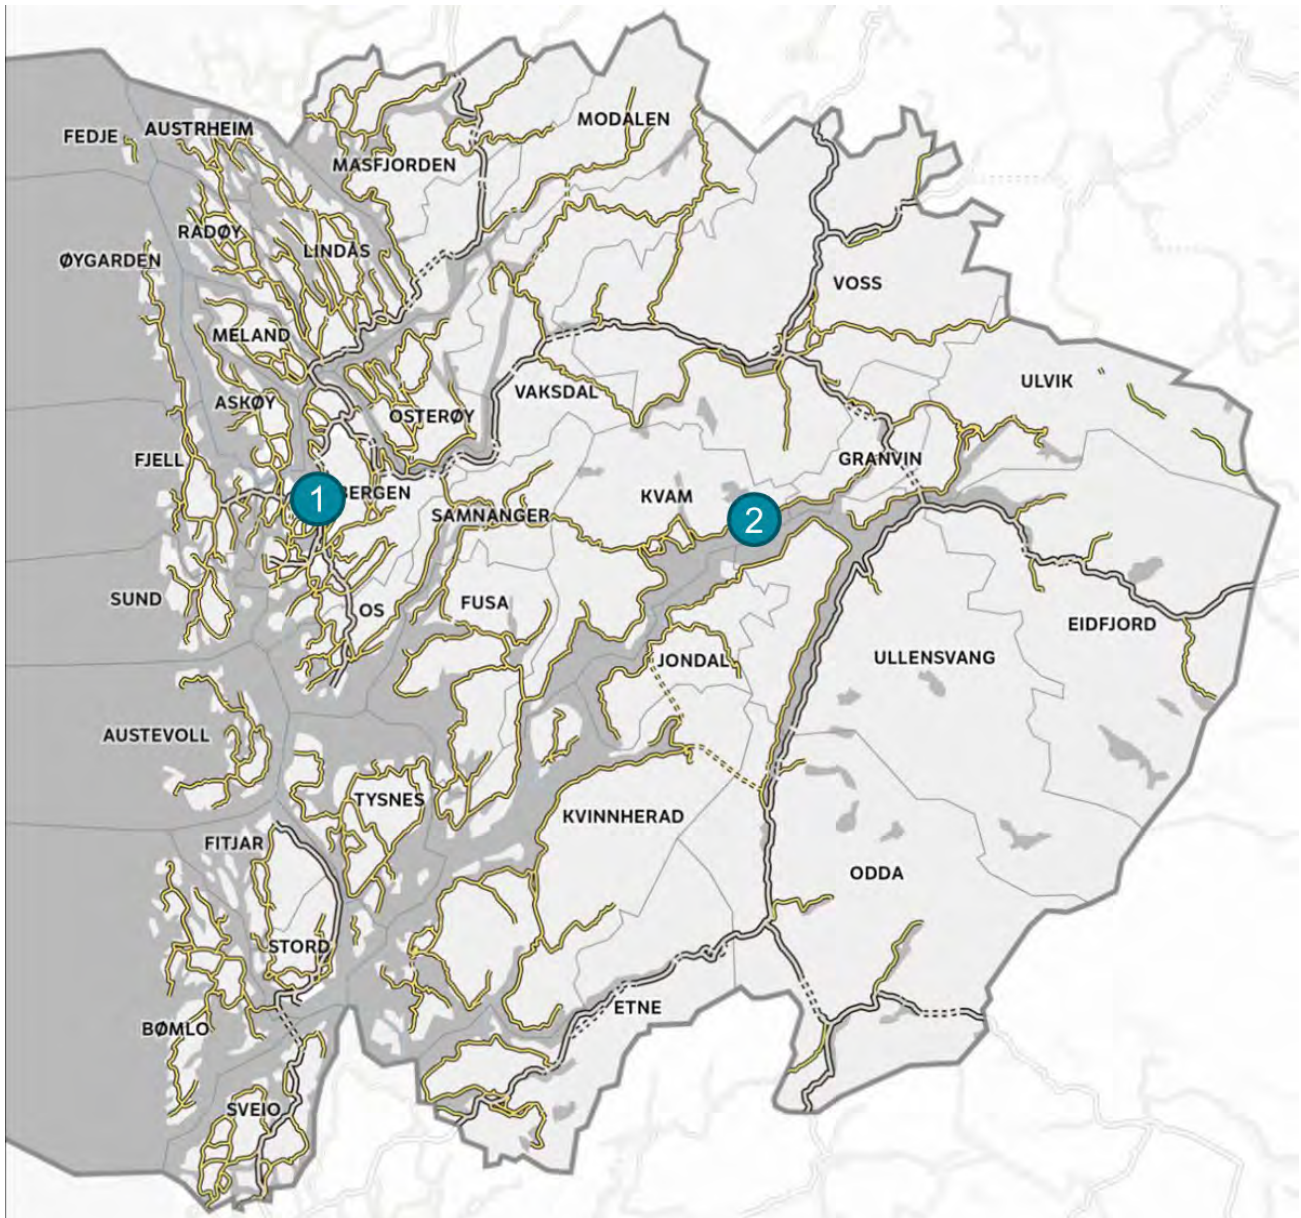 MODALEN
FEDJE
AUSTRHEIM
MASFJORDEN
RADØY
LINDÅS
ØYGARDEN
VOSS
MELAND
ULVIK
VAKSDAL
ASKØY
OSTERØY
FJELL
GRANVIN
1
BERGEN
KVAM
2
SAMNANGER
SUND
OS
FUSA
EIDFJORD
JONDAL
ULLENSVANG
AUSTEVOLL
TYSNES
KVINNHERAD
FITJAR
ODDA
STORD
ETNE
BØMLO
SVEIO